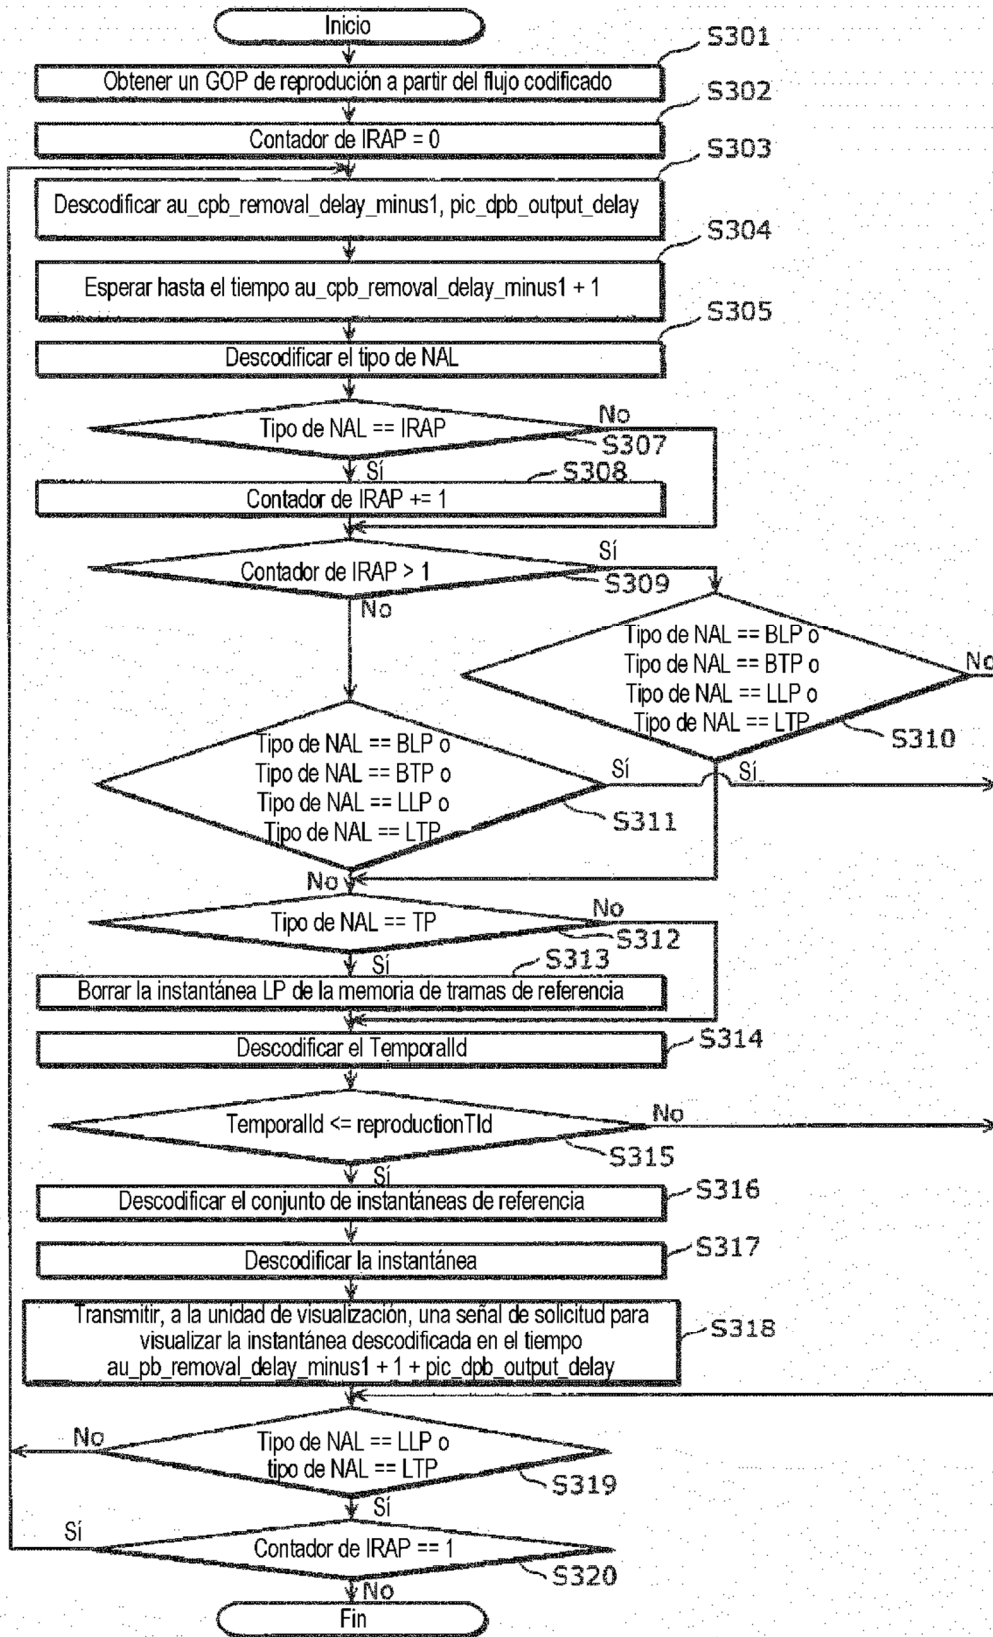 Inicio
S301
Obtener un GOP de reprodución a partir del flujo codificado
S302
Contador de IRAP = 0
S303
Descodificar au_cpb_removal_delay_minus1, pic_dpb_output_delay
S304
Esperar hasta el tiempo au_cpb_removal_delay_minus1 + 1
S305
Descodificar el tipo de NAL
Tipo de NAL == IRAP
No
S307
Sí
S308
Contador de IRAP += 1
Contador de IRAP > 1
Sí
S309
No
Tipo de NAL == BLP o
Tipo de NAL == BTP o
Tipo de NAL == LLP o
Tipo de NAL == LTP
No
S310
Sí
Tipo de NAL == BLP o
Tipo de NAL == BTP o
Tipo de NAL == LLP o
Tipo de NAL == LTP
Sí
S311
No
Tipo de NAL == TP
No
S312
Sí
S313
Borrar la instantánea LP de la memoria de tramas de referencia
S314
Descodificar el TemporalId
TemporalId <= reproductionTId
No
S315
Sí
S316
Descodificar el conjunto de instantáneas de referencia
S317
Descodificar la instantánea
Transmitir, a la unidad de visualización, una señal de solicitud para
visualizar la instantánea descodificada en el tiempo
au_pb_removal_delay_minus1 + 1 + pic_dpb_output_delay
S318
No
Tipo de NAL == LLP o
tipo de NAL == LTP
S319
Sí
Sí
Contador de IRAP == 1
S320
No
Fin